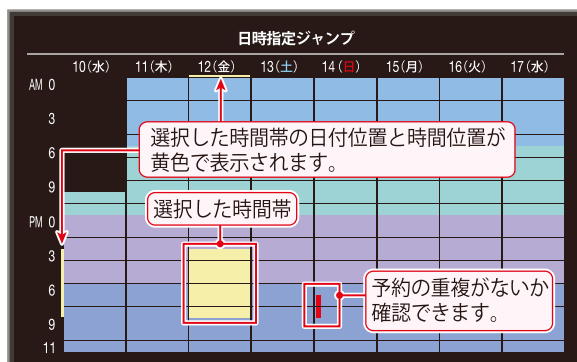 日時指定ジャンプ
10(水) 11(木) 12(金) 13(土) 14(日) 15(月) 16(火) 17(水)
AM 0
3
選択した時間帯の日付位置と時間位置が
黄色で表示されます。
6
9
選択した時間帯
PM 0
3
6
予約の重複がないか
確認できます。
9
11